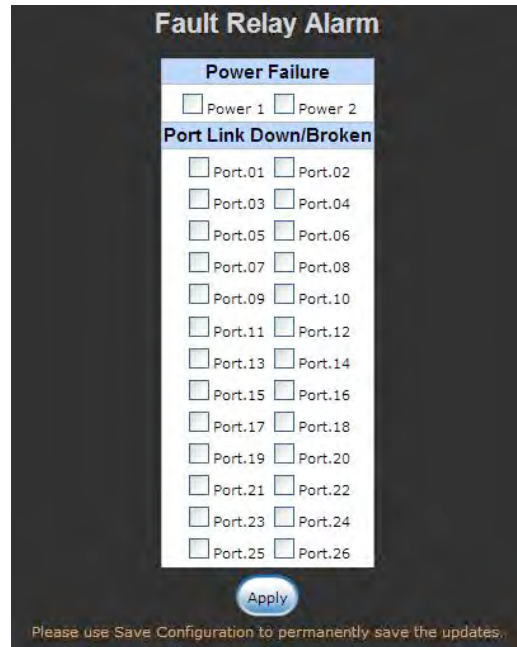 Fault Relay Alarm
Power Failure
Power 1 Power 2
Port Link Down/Broken
Port.01 Port.02
Port.03 Port.04
Port.05 Port.06
Port.07 Port.08
Port.09 Port.10
Port.11 Port.12
Port.13 Port.14
Port.15 Port.16
Port.17 Port.18
Port.19 Port.20
Port.21 Port.22
Port.23 Port.24
Port.25 Port.26
Apply
Please use Save Configuration to permanently save the updates.